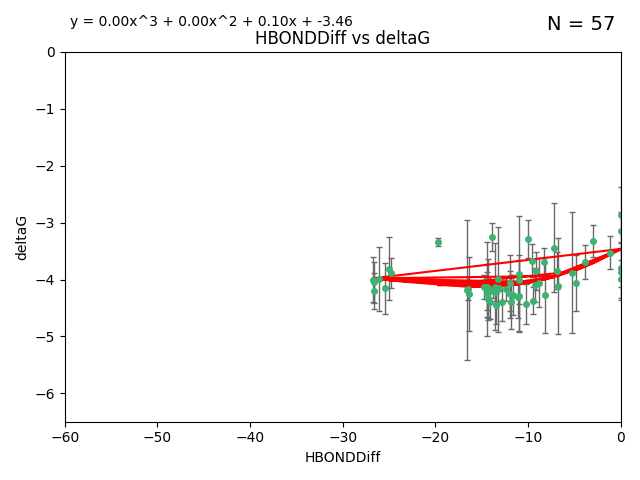 y = 0.00x^3 + 0.00x^2 + 0.10x + -3.46
N = 57
HBONDDiff vs deltaG
0
−1
−2
−3
−4
−5
−6
deltaG
−60 −50 −40 −30 −20 −10 0
HBONDDiff